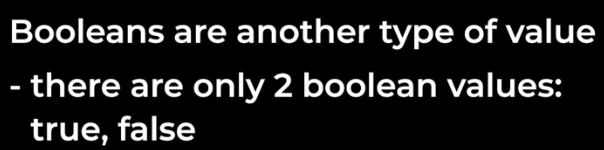 Booleans are another type of value
- there are only 2 boolean values:
true, false